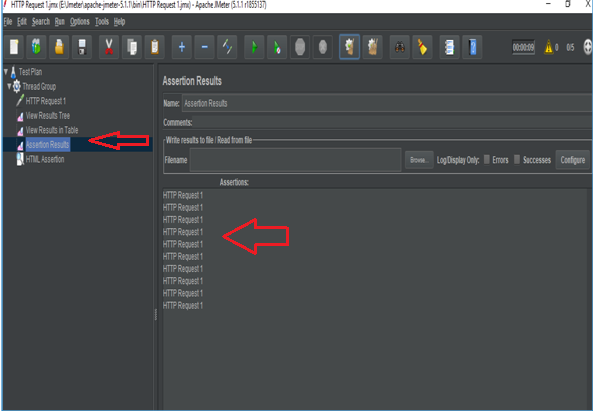 HTTP Request 1.jmx (E:\Jmeter\apache-jmeter-5.1.1\bin\HTTP Request 1.jmx) - Apache JMeter (5.1.1 r1855137)
File Edit Search Run Options Tools Help
00:00:09 0 0/5
Test Plan
Thread Group
HTTP Request 1
View Results Tree
View Results in Table
Assertion Results
HTML Assertion
Assertion Results
Name: Assertion Results
Comments:
Write results to file / Read from file
Filename Browse... Log/Display Only: Errors Successes Configure
Assertions:
HTTP Request 1
HTTP Request 1
HTTP Request 1
HTTP Request 1
HTTP Request 1
HTTP Request 1
HTTP Request 1
HTTP Request 1
HTTP Request 1
HTTP Request 1